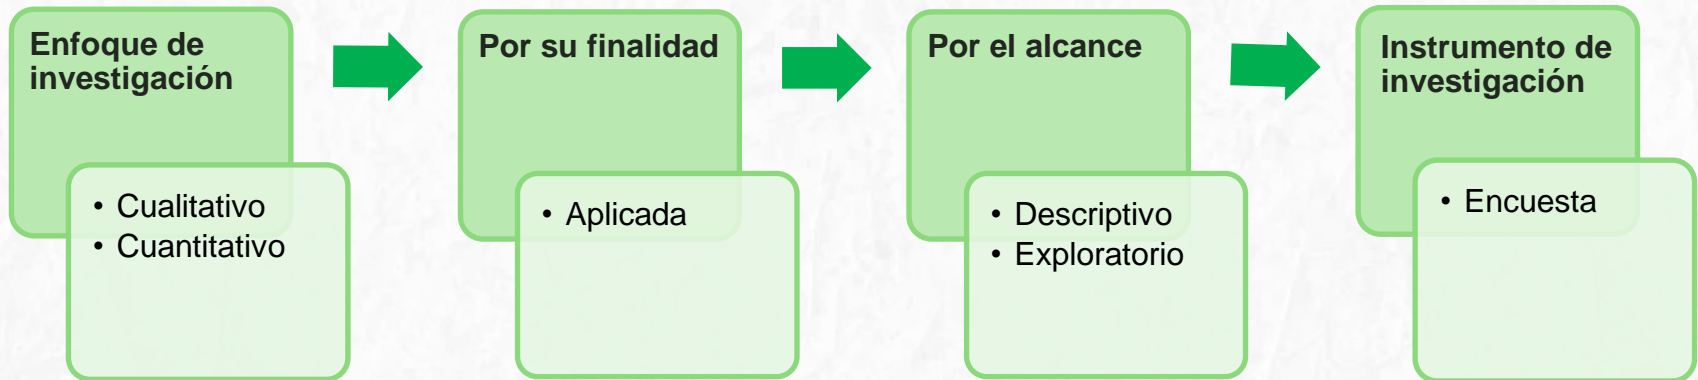 Enfoque de
investigación
• Cualitativo
• Cuantitativo
Por su finalidad
• Aplicada
Por el alcance
• Descriptivo
• Exploratorio
Instrumento de
investigación
• Encuesta